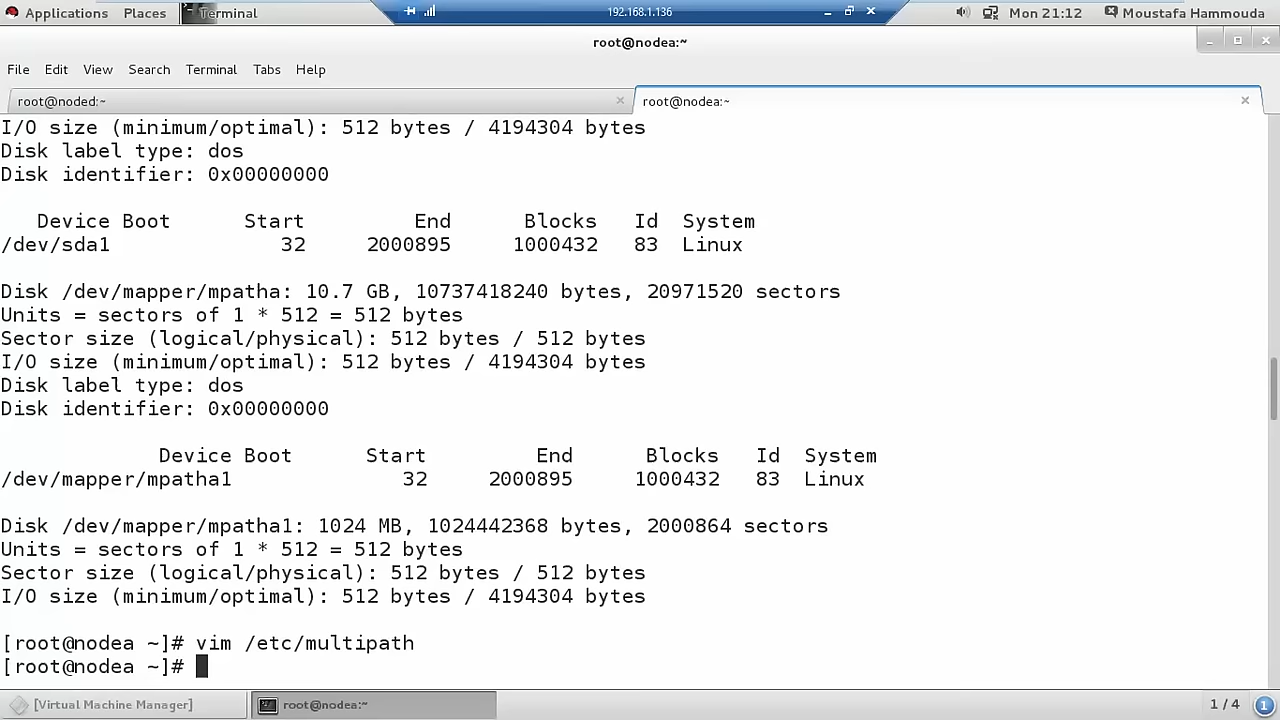 Applications Places Terminal 192.168.1.136 Mon 21:12 Moustafa Hammouda
root@nodea:~
File Edit View Search Terminal Tabs Help
root@noded:~ root@nodea:~
I/O size (minimum/optimal): 512 bytes / 4194304 bytes
Disk label type: dos
Disk identifier: 0x00000000
Device Boot Start End Blocks Id System
/dev/sda1 32 2000895 1000432 83 Linux
Disk /dev/mapper/mpatha: 10.7 GB, 10737418240 bytes, 20971520 sectors
Units = sectors of 1 * 512 = 512 bytes
Sector size (logical/physical): 512 bytes / 512 bytes
I/O size (minimum/optimal): 512 bytes / 4194304 bytes
Disk label type: dos
Disk identifier: 0x00000000
Device Boot Start End Blocks Id System
/dev/mapper/mpatha1 32 2000895 1000432 83 Linux
Disk /dev/mapper/mpatha1: 1024 MB, 1024442368 bytes, 2000864 sectors
Units = sectors of 1 * 512 = 512 bytes
Sector size (logical/physical): 512 bytes / 512 bytes
I/O size (minimum/optimal): 512 bytes / 4194304 bytes
[root@nodea ~]# vim /etc/multipath
[root@nodea ~]#
[Virtual Machine Manager] root@nodea:~ 1 / 4 1